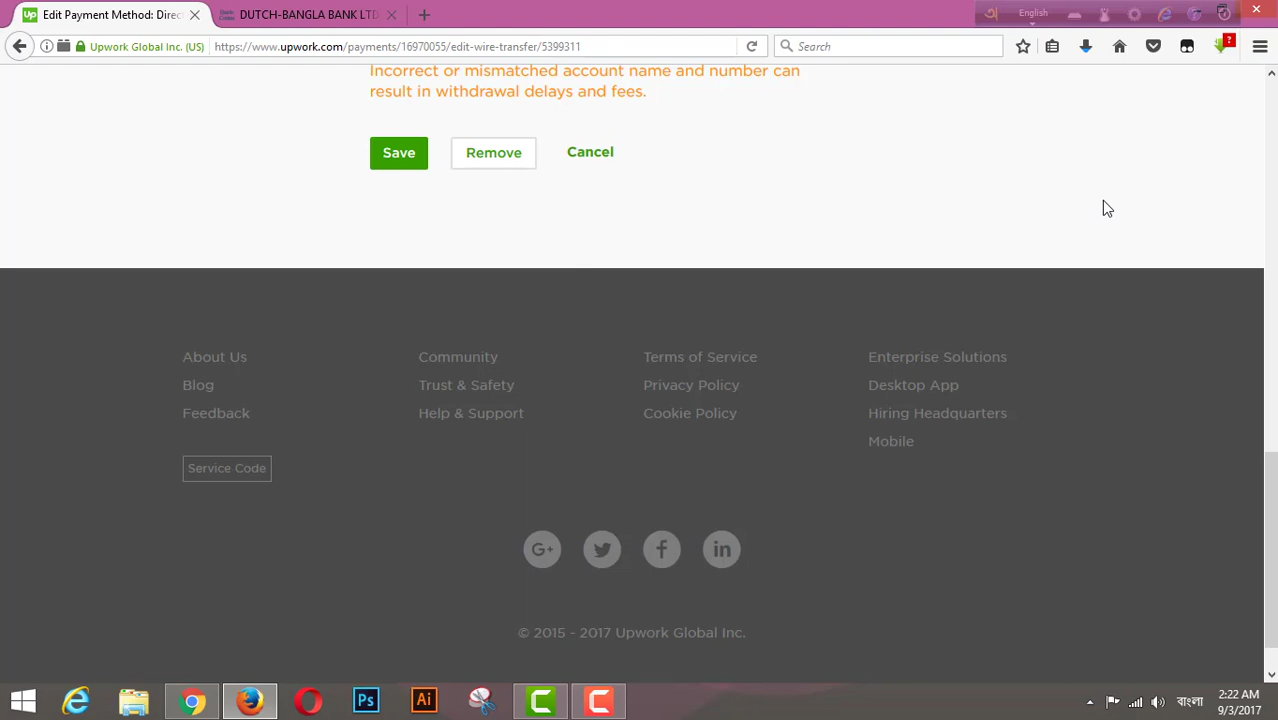 Edit Payment Method: Direc
DUTCH-BANGLA BANK LTD
English
Upwork Global Inc. (US)
https://www.upwork.com/payments/16970055/edit-wire-transfer/5399311
Search
Incorrect or mismatched account name and number can
result in withdrawal delays and fees.
Save
Remove
Cancel
About Us
Community
Terms of Service
Enterprise Solutions
Blog
Trust & Safety
Privacy Policy
Desktop App
Feedback
Help & Support
Cookie Policy
Hiring Headquarters
Mobile
Service Code
G+
f
in
© 2015 - 2017 Upwork Global Inc.
Ps
Ai
বাংলা
2:22 AM
9/3/2017